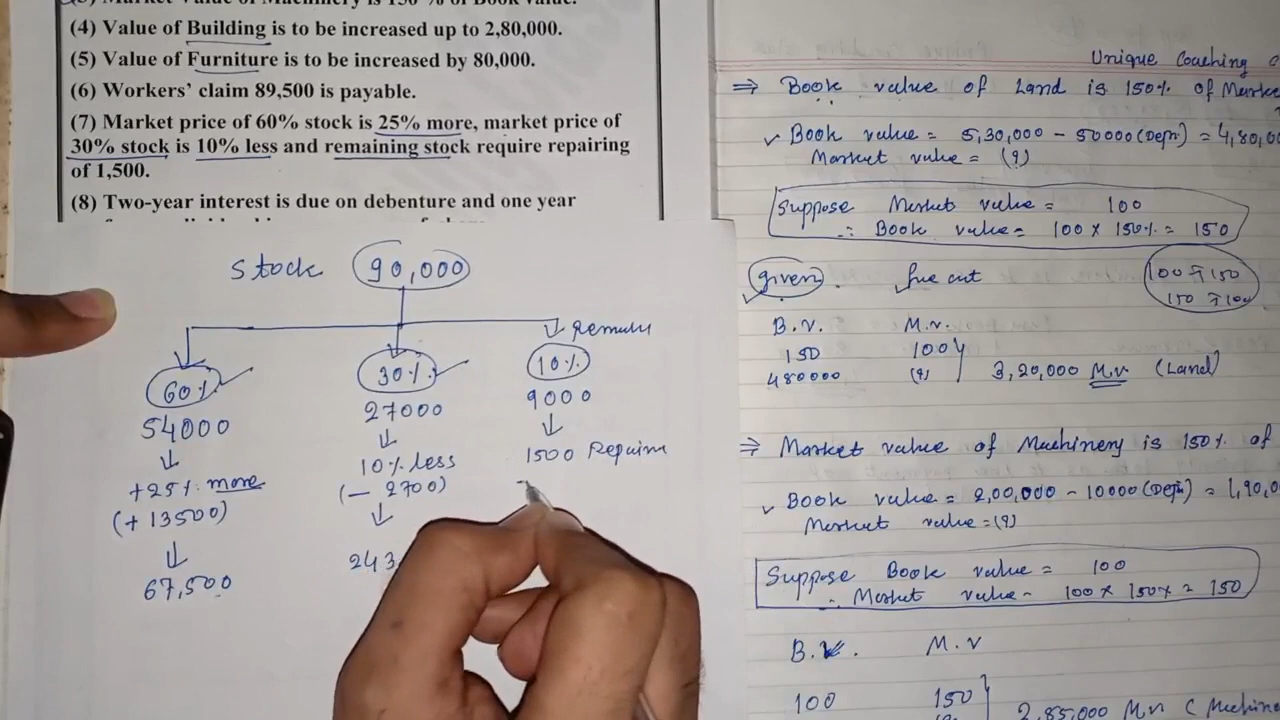 (4) Value of Building is to be increased up to 2,80,000.
(5) Value of Furniture is to be increased by 80,000.
(6) Workers' claim 89,500 is payable.
(7) Market price of 60% stock is 25% more, market price of
30% stock is 10% less and remaining stock require repairing
of 1,500.
(8) Two-year interest is due on debenture and one year
Stock 90,000
60% 30% 10%
54000 27000 9000
+25% more 10% less 1500
(+ 13500) (- 2700)
67,500 243
Unique Coaching
⇒ Book value of Land is 150% of
Book value = 5,30,000 - 50000 (Depn) = 4,80,0
Market value = (?)
Suppose Market value = 100
∴ Book value = 100 x 150% = 150
given
100 150
150 100
B.V. M.V.
150 100
480000 (?) 3,20,000 M.V (Land)
⇒ Market value of Machinery is 150% of
Book value = 2,00,000 - 10000 (Depn) = 1,90,0
Market value = (?)
Suppose Book value = 100
∴ Market value = 100 x 150% = 150
B.V. M.V
100 150
2,85,000 M.V